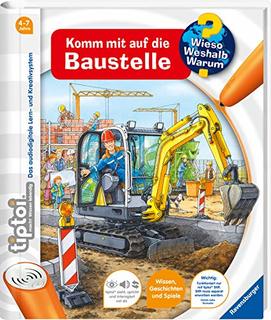 4-7
Jahre
Komm mit auf die
Baustelle
Wieso
Weshalb
Warum
?
Das audiodigitale Lern- und Kreativsystem
tiptoi
Wissen,
Geschichten
und Spiele
Wichtig:
Ravensburger